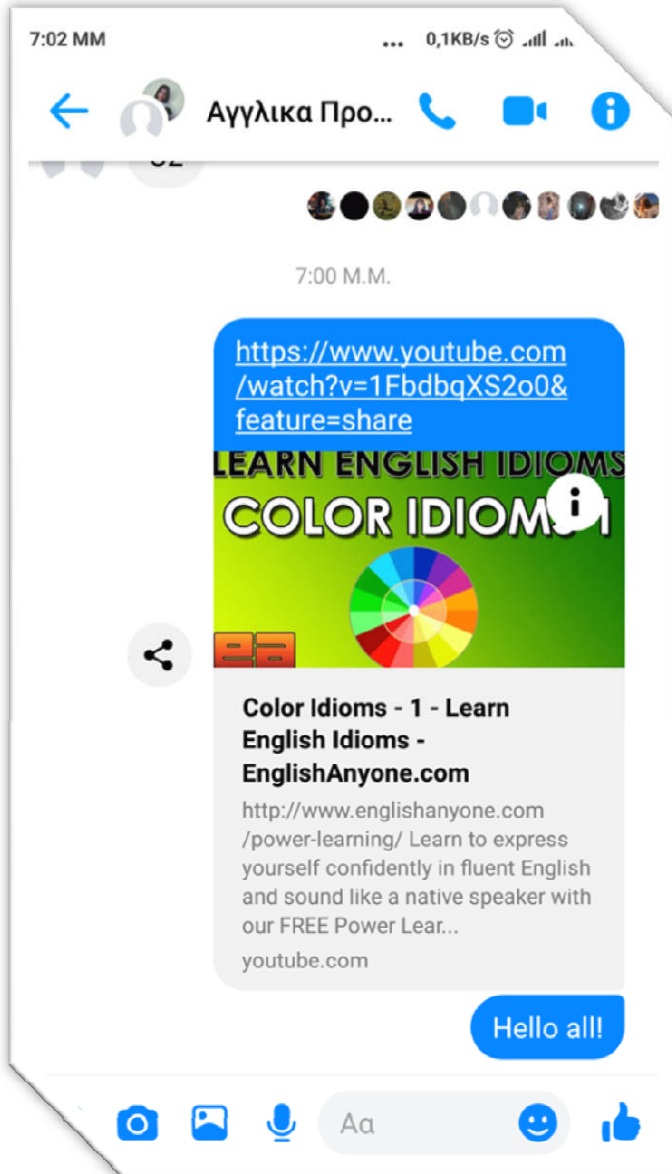 7:02 ΜΜ ... 0,1KB/s
Αγγλικα Προ...
7:00 Μ.Μ.
https://www.youtube.com
/watch?v=1FbdbqXS2o0&
feature=share
LEARN ENGLISH IDIOMS
COLOR IDIOMS 1
Color Idioms - 1 - Learn
English Idioms -
EnglishAnyone.com
http://www.englishanyone.com
/power-learning/ Learn to express
yourself confidently in fluent English
and sound like a native speaker with
our FREE Power Lear...
youtube.com
Hello all!
Αα